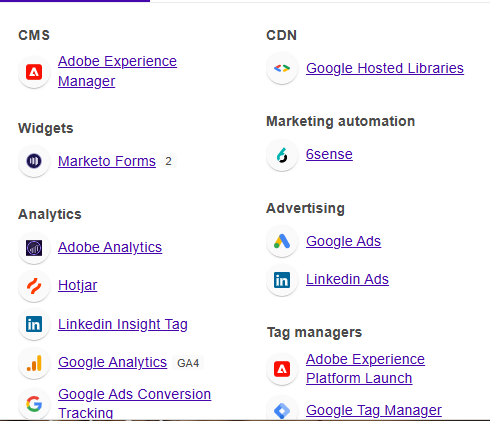 CMS
Adobe Experience
Manager
Widgets
Marketo Forms 2
Analytics
Adobe Analytics
Hotjar
Linkedin Insight Tag
Google Analytics GA4
Google Ads Conversion
Tracking
CDN
Google Hosted Libraries
Marketing automation
6sense
Advertising
Google Ads
Linkedin Ads
Tag managers
Adobe Experience
Platform Launch
Google Tag Manager